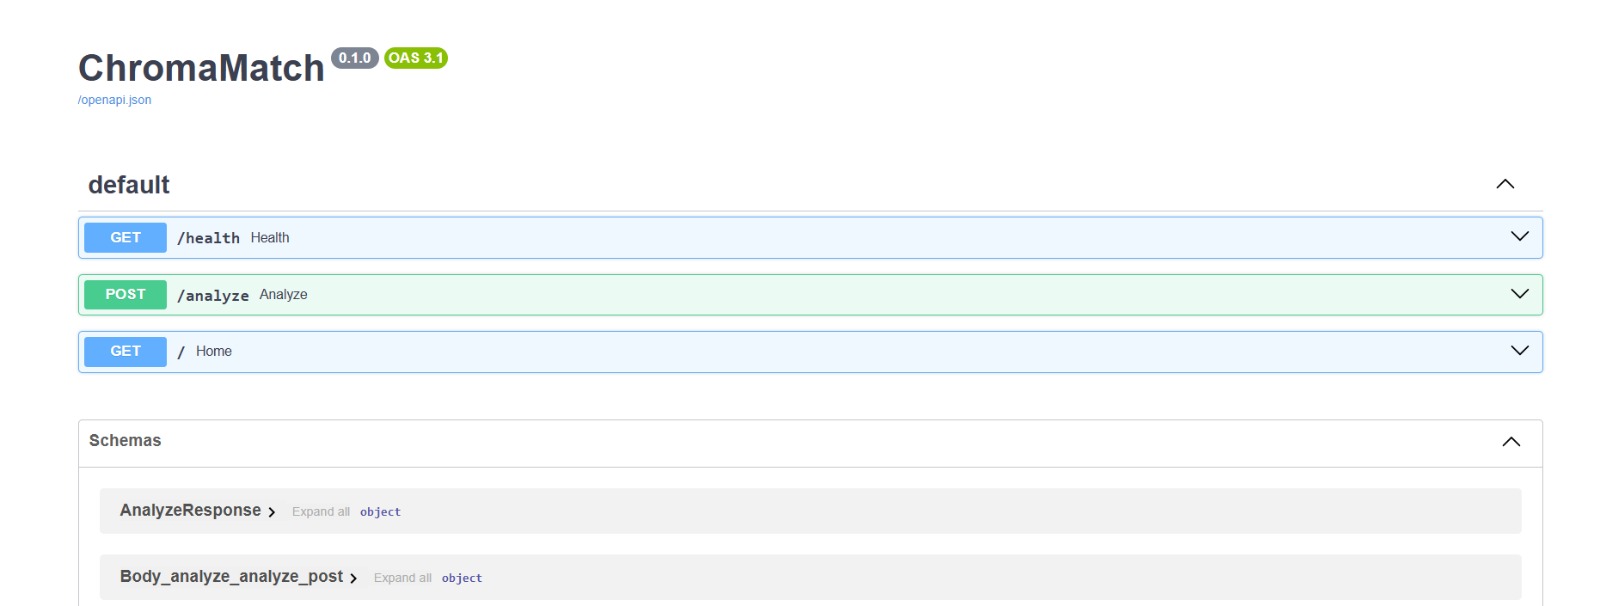 ChromaMatch 0.1.0 OAS 3.1
/openapi.json
default
GET /health Health
POST /analyze Analyze
GET / Home
Schemas
AnalyzeResponse Expand all object
Body_analyze_analyze_post Expand all object